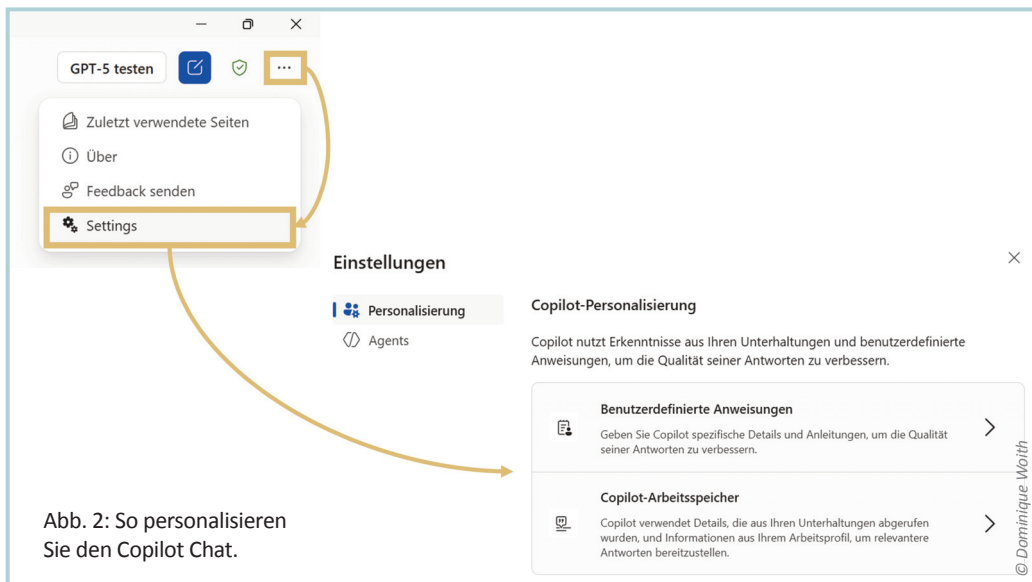 GPT-5 testen
Zuletzt verwendete Seiten
Über
Feedback senden
Settings
Einstellungen
Personalisierung
Agents
Copilot-Personalisierung
Copilot nutzt Erkenntnisse aus Ihren Unterhaltungen und benutzerdefinierte
Anweisungen, um die Qualität seiner Antworten zu verbessern.
Benutzerdefinierte Anweisungen
Geben Sie Copilot spezifische Details und Anleitungen, um die Qualität
seiner Antworten zu verbessern.
Copilot-Arbeitsspeicher
Copilot verwendet Details, die aus Ihren Unterhaltungen abgerufen
wurden, und Informationen aus Ihrem Arbeitsprofil, um relevantere
Antworten bereitzustellen.
Abb. 2: So personalisieren
Sie den Copilot Chat.
© Dominique Woith